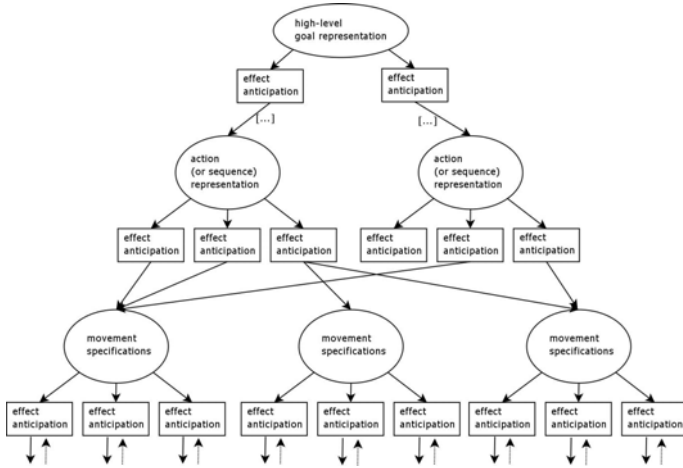 high-level
goal representation
effect
anticipation
effect
anticipation
[...]
[...]
action
(or sequence)
representation
action
(or sequence)
representation
effect
anticipation
effect
anticipation
effect
anticipation
effect
anticipation
effect
anticipation
effect
anticipation
movement
specifications
movement
specifications
movement
specifications
effect
anticipation
effect
anticipation
effect
anticipation
effect
anticipation
effect
anticipation
effect
anticipation
effect
anticipation
effect
anticipation
effect
anticipation